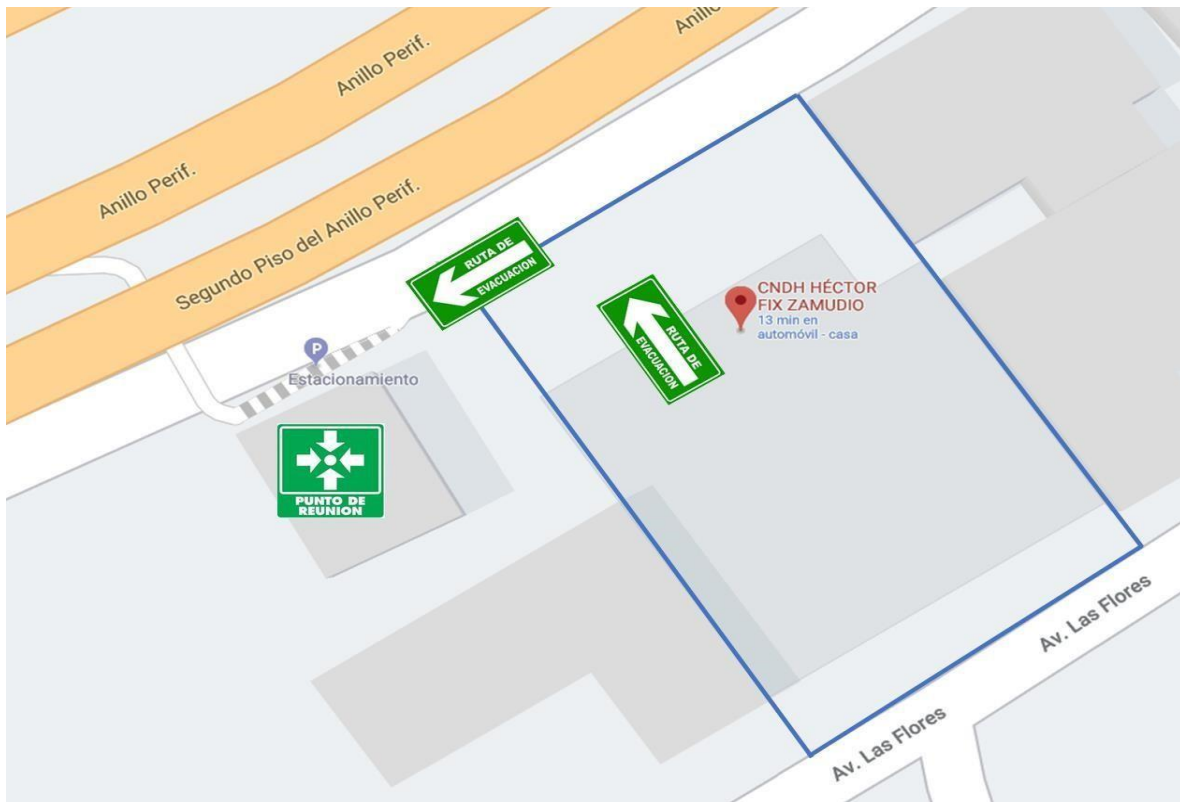 Anillo Perif.
Anillo
Anillo Perif.
Segundo Piso del Anillo Perif.
RUTA DE
EVACUACION
CNDH HÉCTOR
FIX ZAMUDIO
13 min en
automóvil - casa
RUTA DE
EVACUACION
P
Estacionamiento
PUNTO DE
REUNION
Av. Las Flores
Av. Las Flores